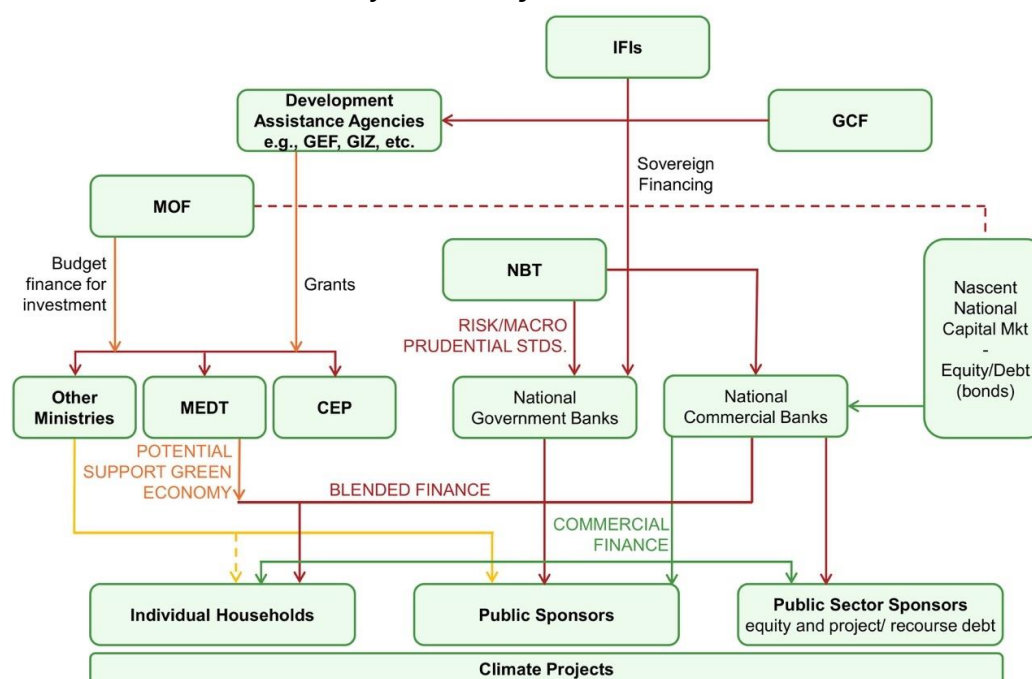 IFIs
Development
Assistance Agencies
e.g., GEF, GIZ, etc.
GCF
Sovereign
Financing
MOF
Budget
finance for
investment
Grants
NBT
RISK/MACRO
PRUDENTIAL STDS.
Nascent
National
Capital Mkt
-
Equity/Debt
(bonds)
Other
Ministries
MEDT
CEP
National
Government Banks
National
Commercial Banks
POTENTIAL
SUPPORT GREEN
ECONOMY
BLENDED FINANCE
COMMERCIAL
FINANCE
Individual Households
Public Sponsors
Public Sector Sponsors
equity and project/ recourse debt
Climate Projects